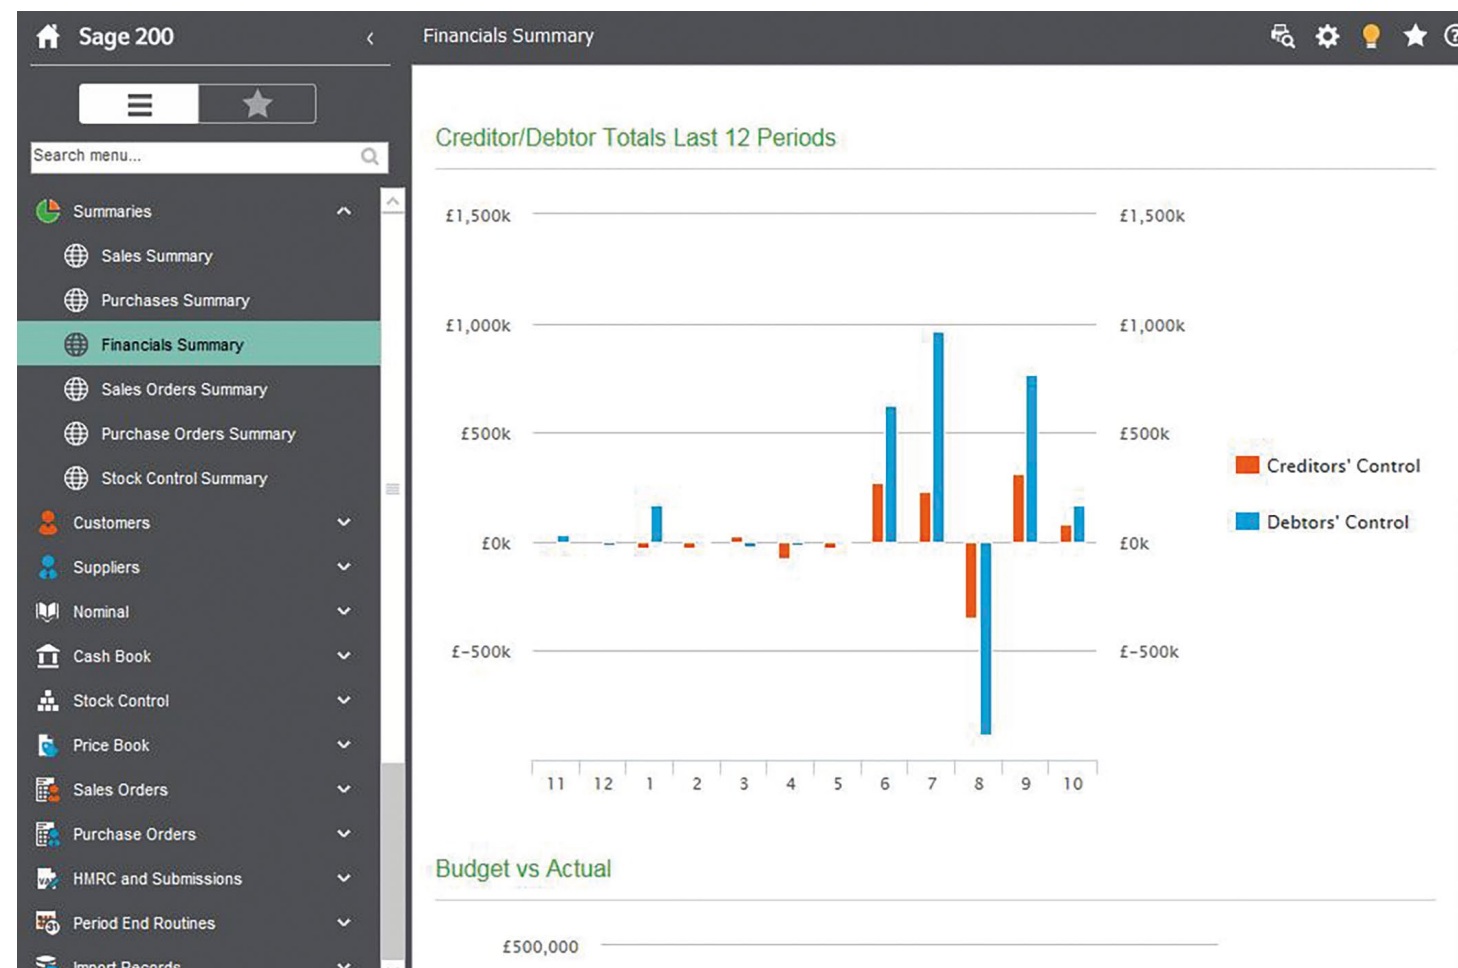 Sage 200
Financials Summary
Search menu...
Summaries
Sales Summary
Purchases Summary
Financials Summary
Sales Orders Summary
Purchase Orders Summary
Stock Control Summary
Customers
Suppliers
Nominal
Cash Book
Stock Control
Price Book
Sales Orders
Purchase Orders
HMRC and Submissions
Period End Routines
Import Records
Creditor/Debtor Totals Last 12 Periods
£1,500k £1,500k
£1,000k £1,000k
£500k £500k
£0k £0k
£-500k £-500k
Creditors' Control
Debtors' Control
11 12 1 2 3 4 5 6 7 8 9 10
Budget vs Actual
£500,000